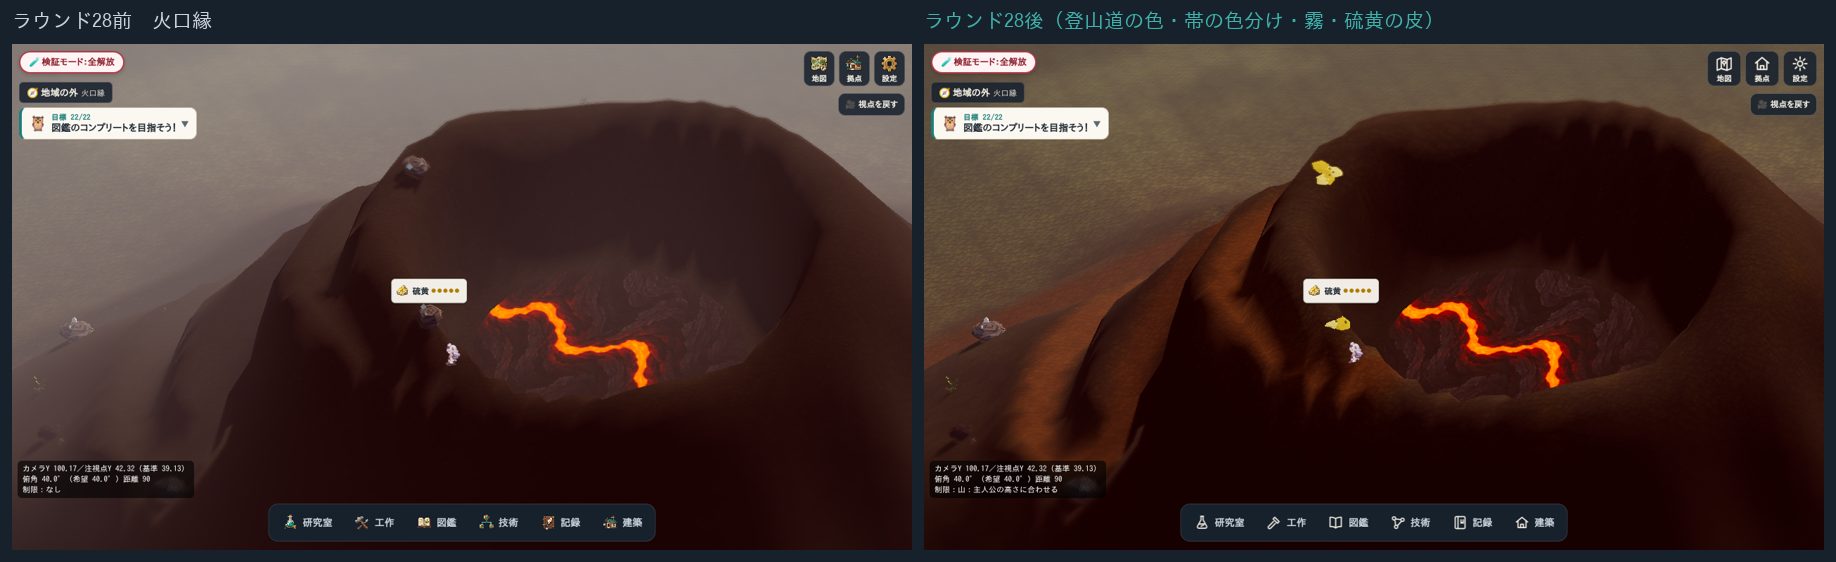 ラウンド28前　火口縁
検証モード:全解放
地域の外 火口縁
目標 22/22
図鑑のコンプリートを目指そう! ▼
地図 拠点 設定
視点を戻す
硫黄 ●●●●●
カメラY 100.17／注視点Y 42.32（基準 39.13）
俯角 40.0°（希望 40.0°）距離 90
制限：なし
研究室 工作 図鑑 技術 記録 建築
ラウンド28後（登山道の色・帯の色分け・霧・硫黄の皮）
検証モード:全解放
地域の外 火口縁
目標 22/22
図鑑のコンプリートを目指そう! ▼
地図 拠点 設定
視点を戻す
硫黄 ●●●●●
カメラY 100.17／注視点Y 42.32（基準 39.13）
俯角 40.0°（希望 40.0°）距離 90
制限：山：主人公の高さに合わせる
研究室 工作 図鑑 技術 記録 建築